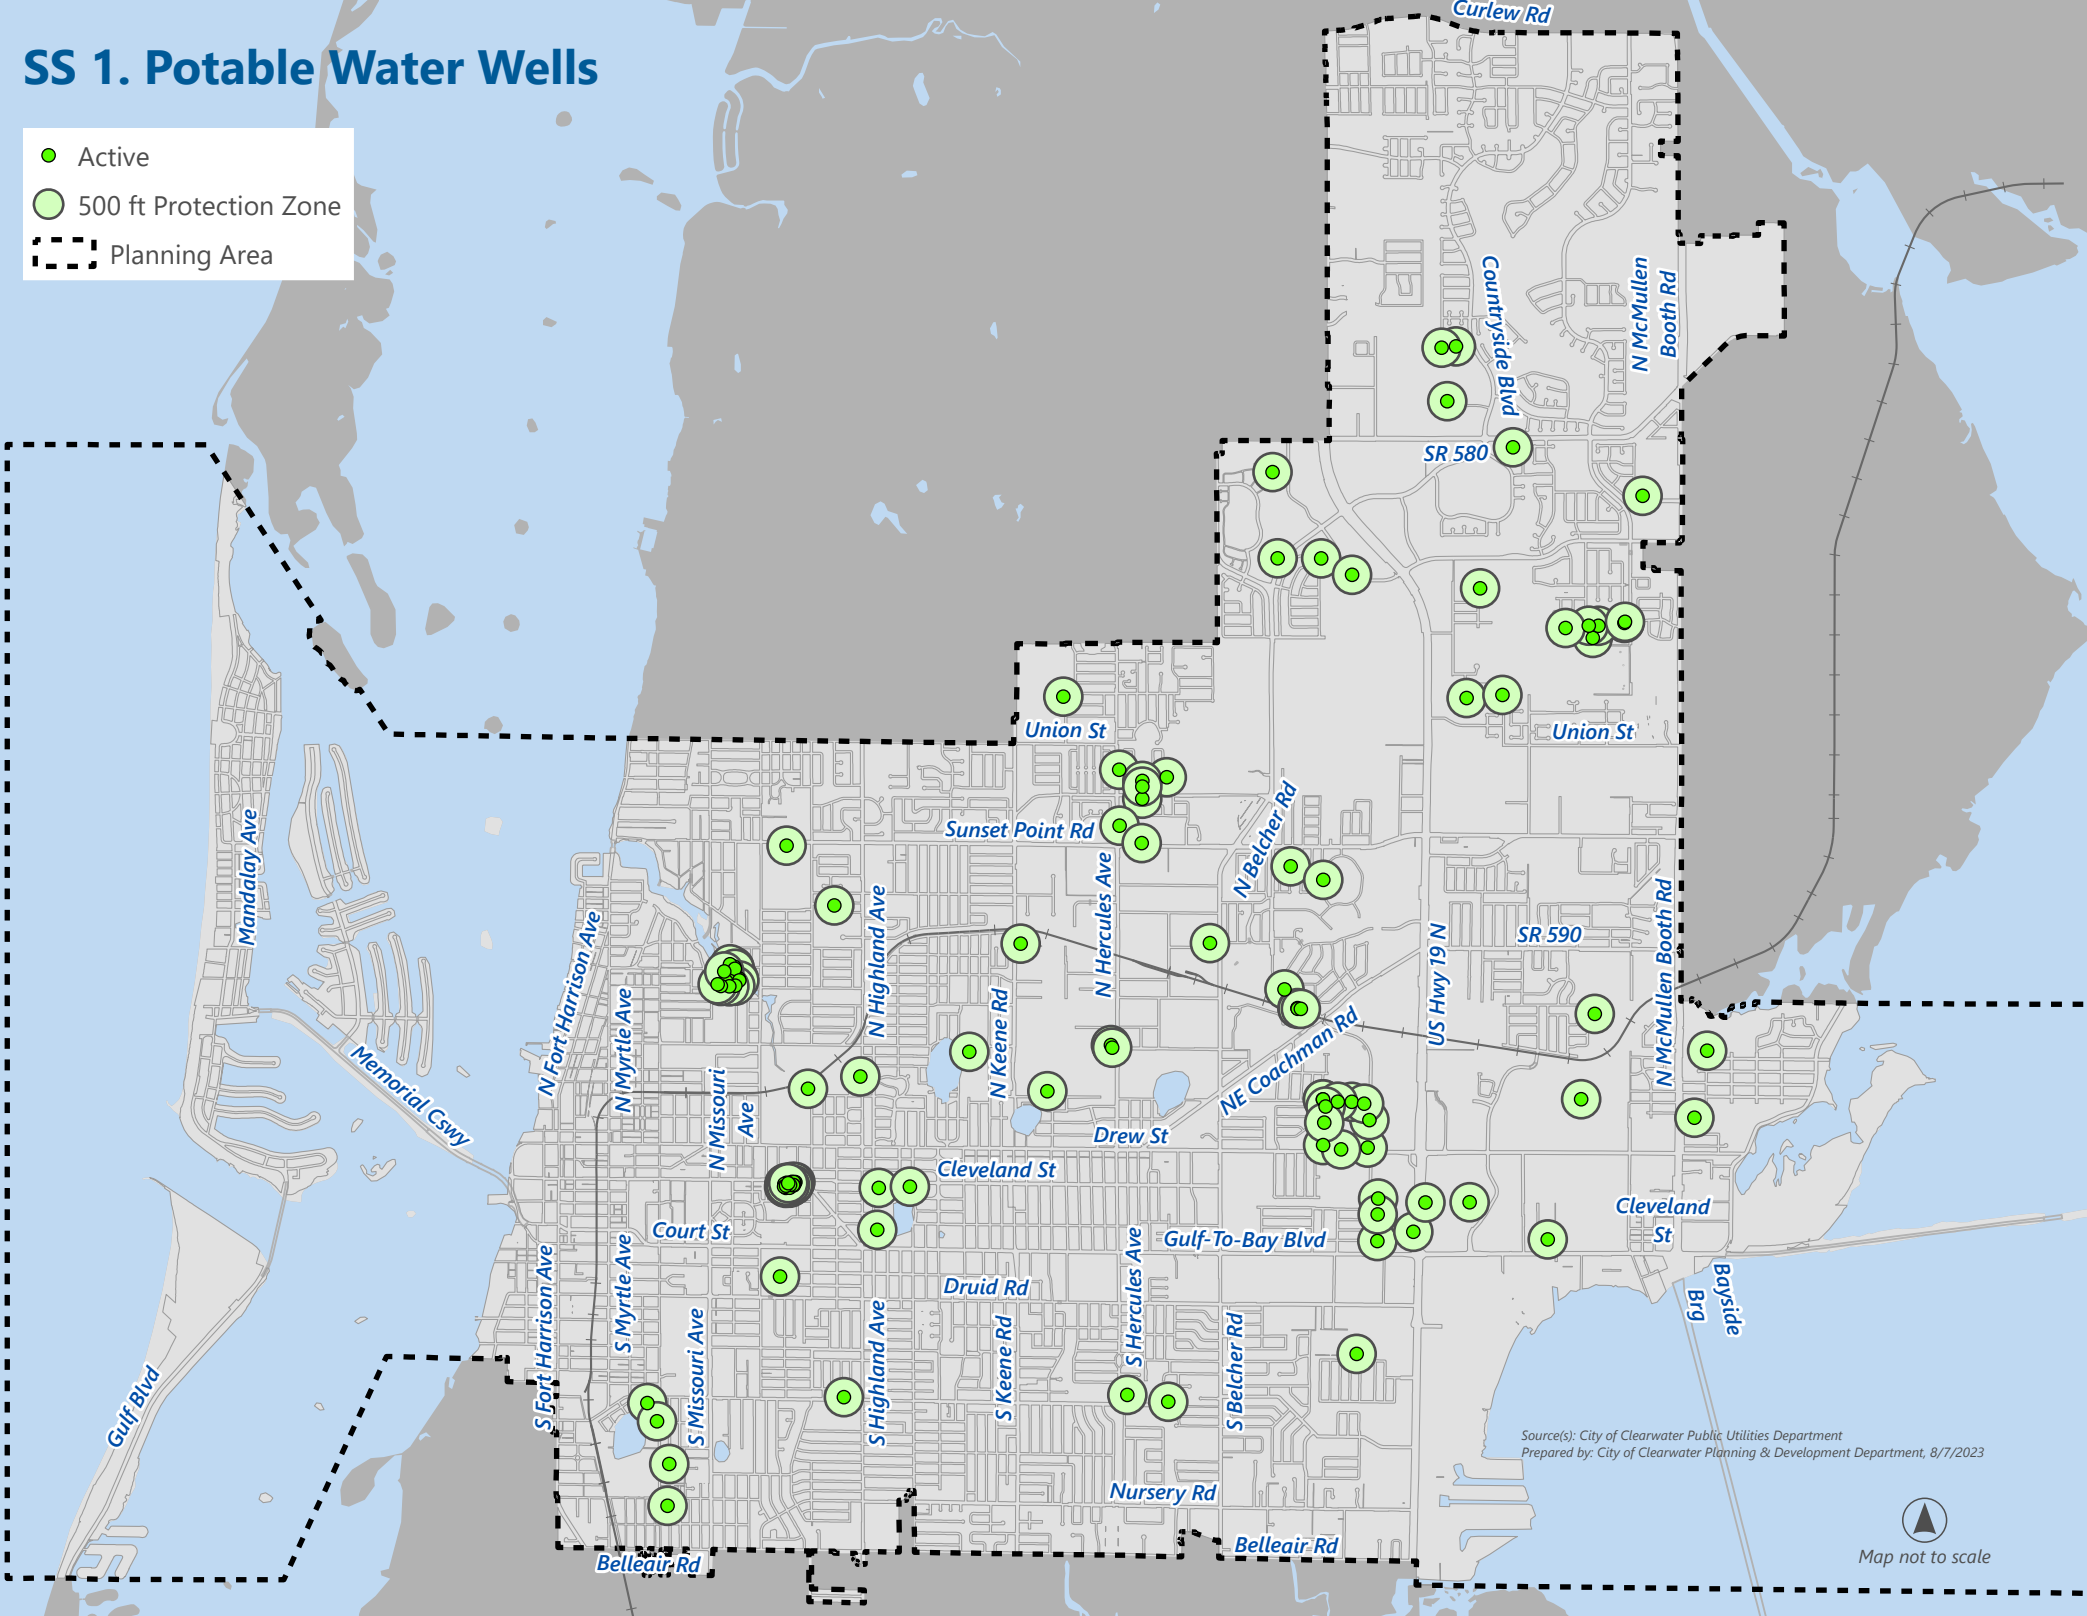 Curlew Rd
SS 1. Potable Water Wells
Active
500 ft Protection Zone
Planning Area
Countryside Blvd
N McMullen
Booth Rd
SR 580
Union St
Union St
Mandalay Ave
Sunset Point Rd
N Belcher Rd
N Hercules Ave
N Highland Ave
N Fort Harrison Ave
SR 590
US Hwy 19 N
N McMullen Booth Rd
N Myrtle Ave
N Keene Rd
NE Coachman Rd
Memorial Cswy
N Missouri
Ave
Drew St
Cleveland St
Court St
Gulf-To-Bay Blvd
Cleveland
St
S Fort Harrison Ave
S Myrtle Ave
Druid Rd
S Hercules Ave
Bayside
Brg
S Missouri Ave
S Highland Ave
S Keene Rd
S Belcher Rd
Gulf Blvd
Source(s): City of Clearwater Public Utilities Department
Prepared by: City of Clearwater Planning & Development Department, 8/7/2023
Nursery Rd
Belleair Rd
Belleair Rd
Map not to scale